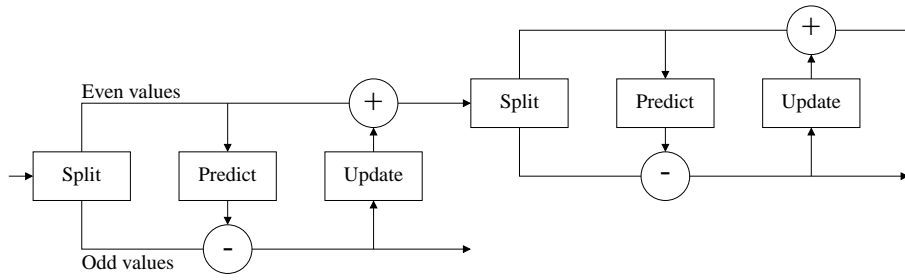 +
Split
Predict
Update
-
Even values
+
Split
Predict
Update
-
Odd values